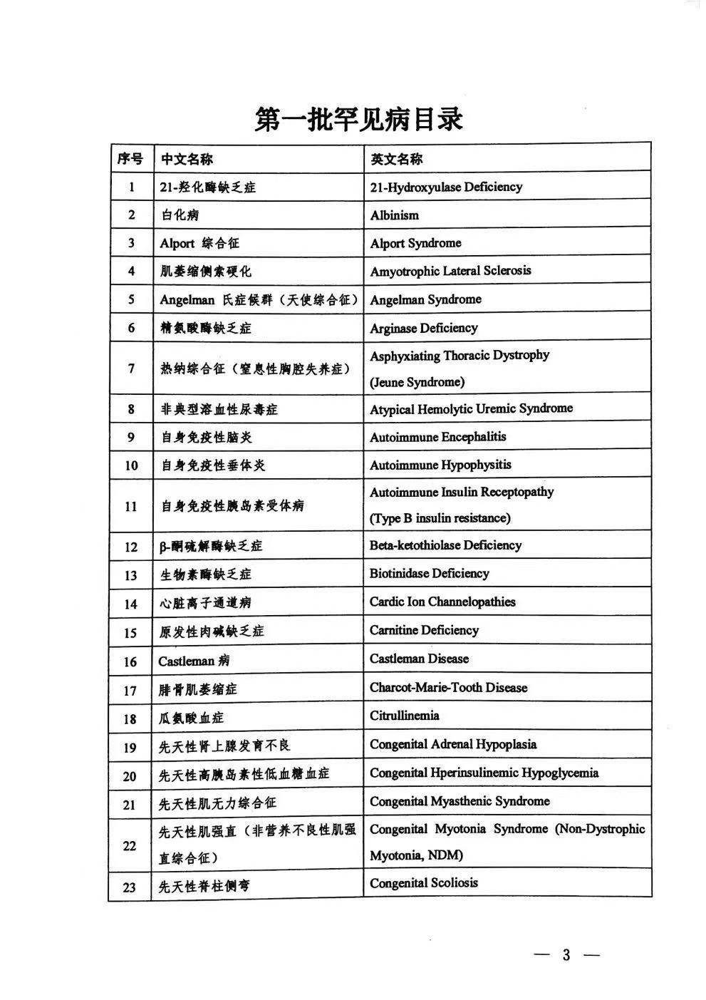 第一批罕见病目录
序号 中文名称 英文名称
1 21-羟化酶缺乏症 21-Hydroxyulase Deficiency
2 白化病 Albinism
3 Alport 综合征 Alport Syndrome
4 肌萎缩侧索硬化 Amyotrophic Lateral Sclerosis
5 Angelman 氏症候群（天使综合征） Angelman Syndrome
6 精氨酸酶缺乏症 Arginase Deficiency
7 热纳综合征（窒息性胸腔失养症） Asphyxiating Thoracic Dystrophy
(Jeune Syndrome)
8 非典型溶血性尿毒症 Atypical Hemolytic Uremic Syndrome
9 自身免疫性脑炎 Autoimmune Encephalitis
10 自身免疫性垂体炎 Autoimmune Hypophysitis
11 自身免疫性胰岛素受体病 Autoimmune Insulin Receptopathy
(Type B insulin resistance)
12 β-酮硫解酶缺乏症 Beta-ketothiolase Deficiency
13 生物素酶缺乏症 Biotinidase Deficiency
14 心脏离子通道病 Cardic Ion Channelopathies
15 原发性肉碱缺乏症 Carnitine Deficiency
16 Castleman 病 Castleman Disease
17 腓骨肌萎缩症 Charcot-Marie-Tooth Disease
18 瓜氨酸血症 Citrullinemia
19 先天性肾上腺发育不良 Congenital Adrenal Hypoplasia
20 先天性高胰岛素性低血糖血症 Congenital Hperinsulinemic Hypoglycemia
21 先天性肌无力综合征 Congenital Myasthenic Syndrome
22 先天性肌强直（非营养不良性肌强 Congenital Myotonia Syndrome (Non-Dystrophic
直综合征） Myotonia, NDM)
23 先天性脊柱侧弯 Congenital Scoliosis
— 3 —